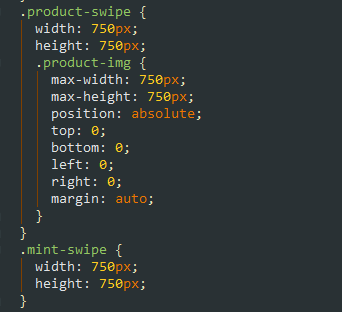 .product-swipe {
width: 750px;
height: 750px;
.product-img {
max-width: 750px;
max-height: 750px;
position: absolute;
top: 0;
bottom: 0;
left: 0;
right: 0;
margin: auto;
}
}
.mint-swipe {
width: 750px;
height: 750px;
}